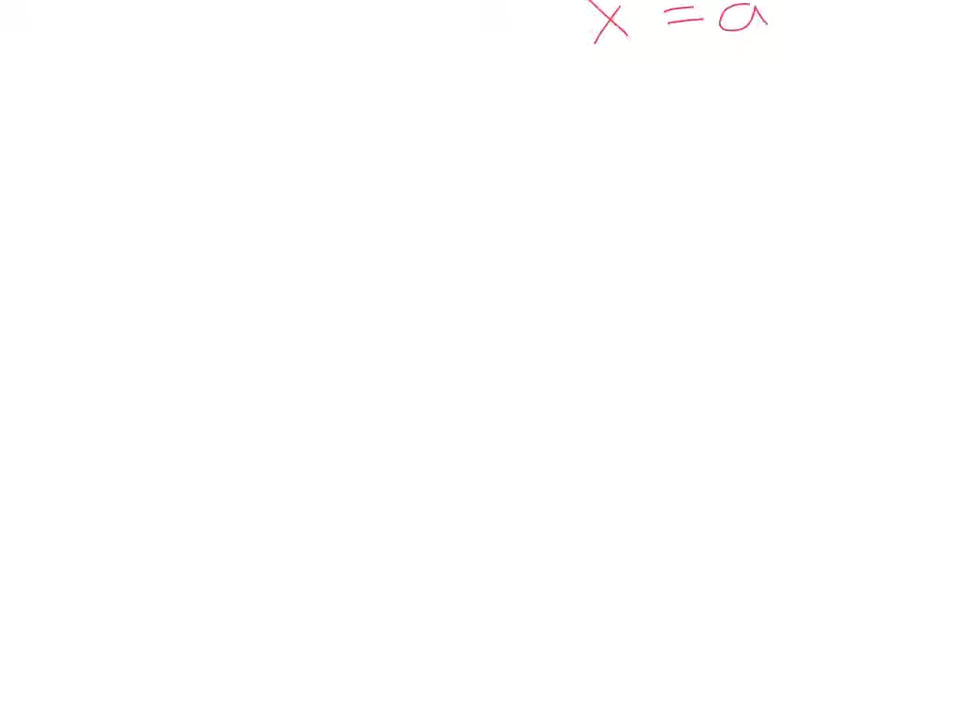 x = a